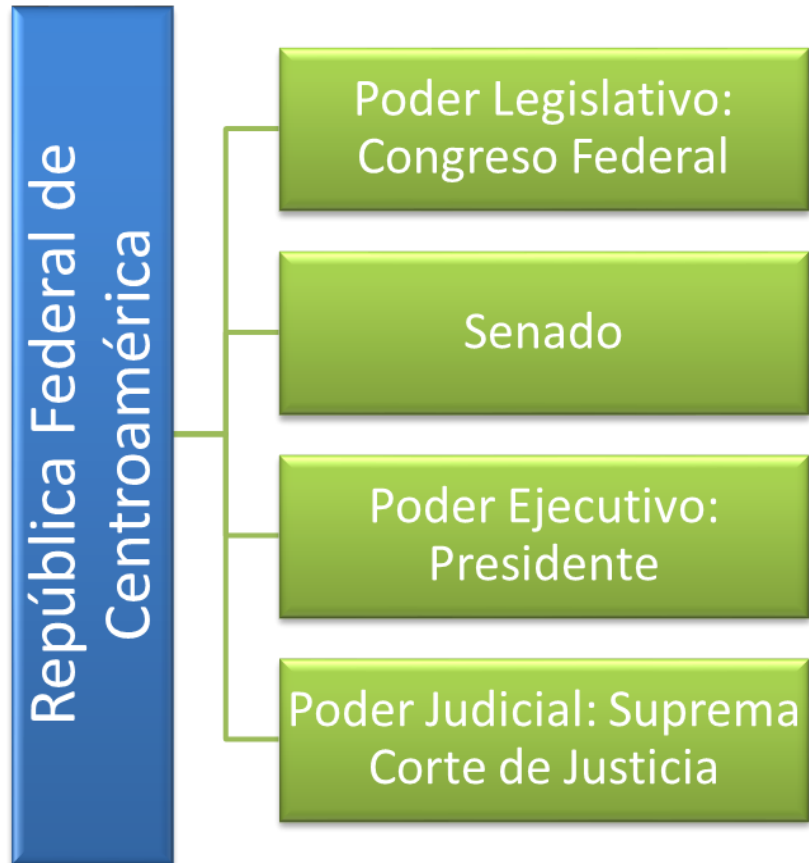 República Federal de
Centroamérica
Poder Legislativo:
Congreso Federal
Senado
Poder Ejecutivo:
Presidente
Poder Judicial: Suprema
Corte de Justicia